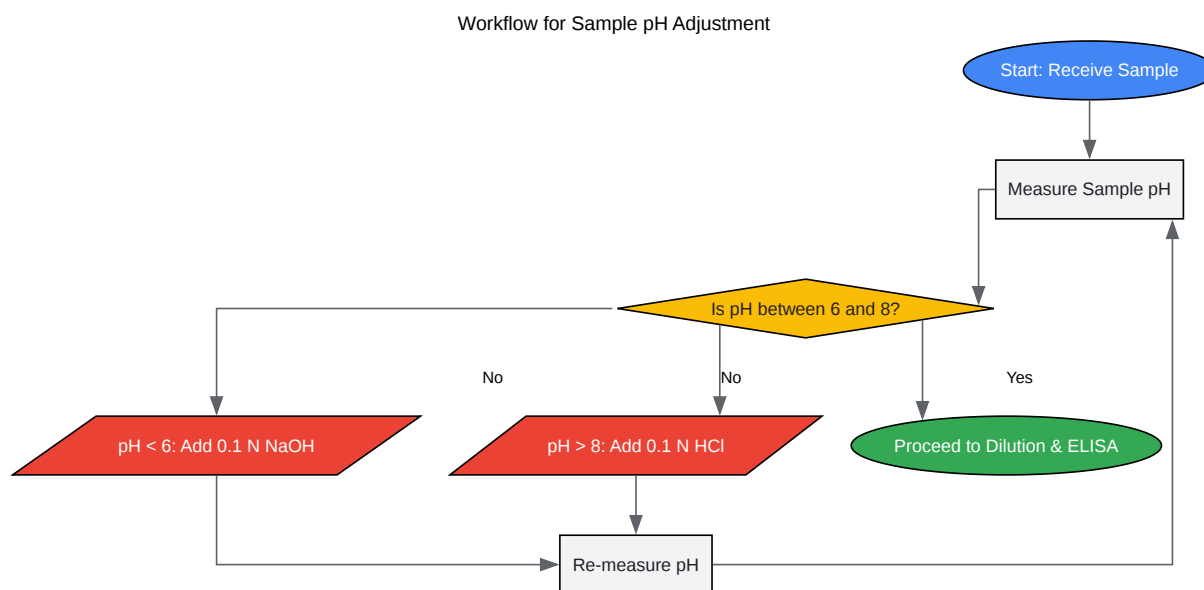 Workflow for Sample pH Adjustment
Start: Receive Sample
Measure Sample pH
Is pH between 6 and 8?
No
No
Yes
pH < 6: Add 0.1 N NaOH
pH > 8: Add 0.1 N HCl
Proceed to Dilution & ELISA
Re-measure pH